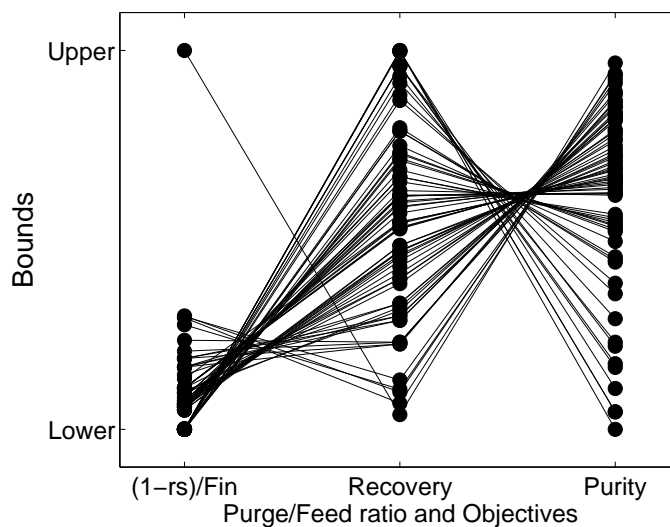 Upper
Bounds
Lower
(1−rs)/Fin Recovery Purity
Purge/Feed ratio and Objectives